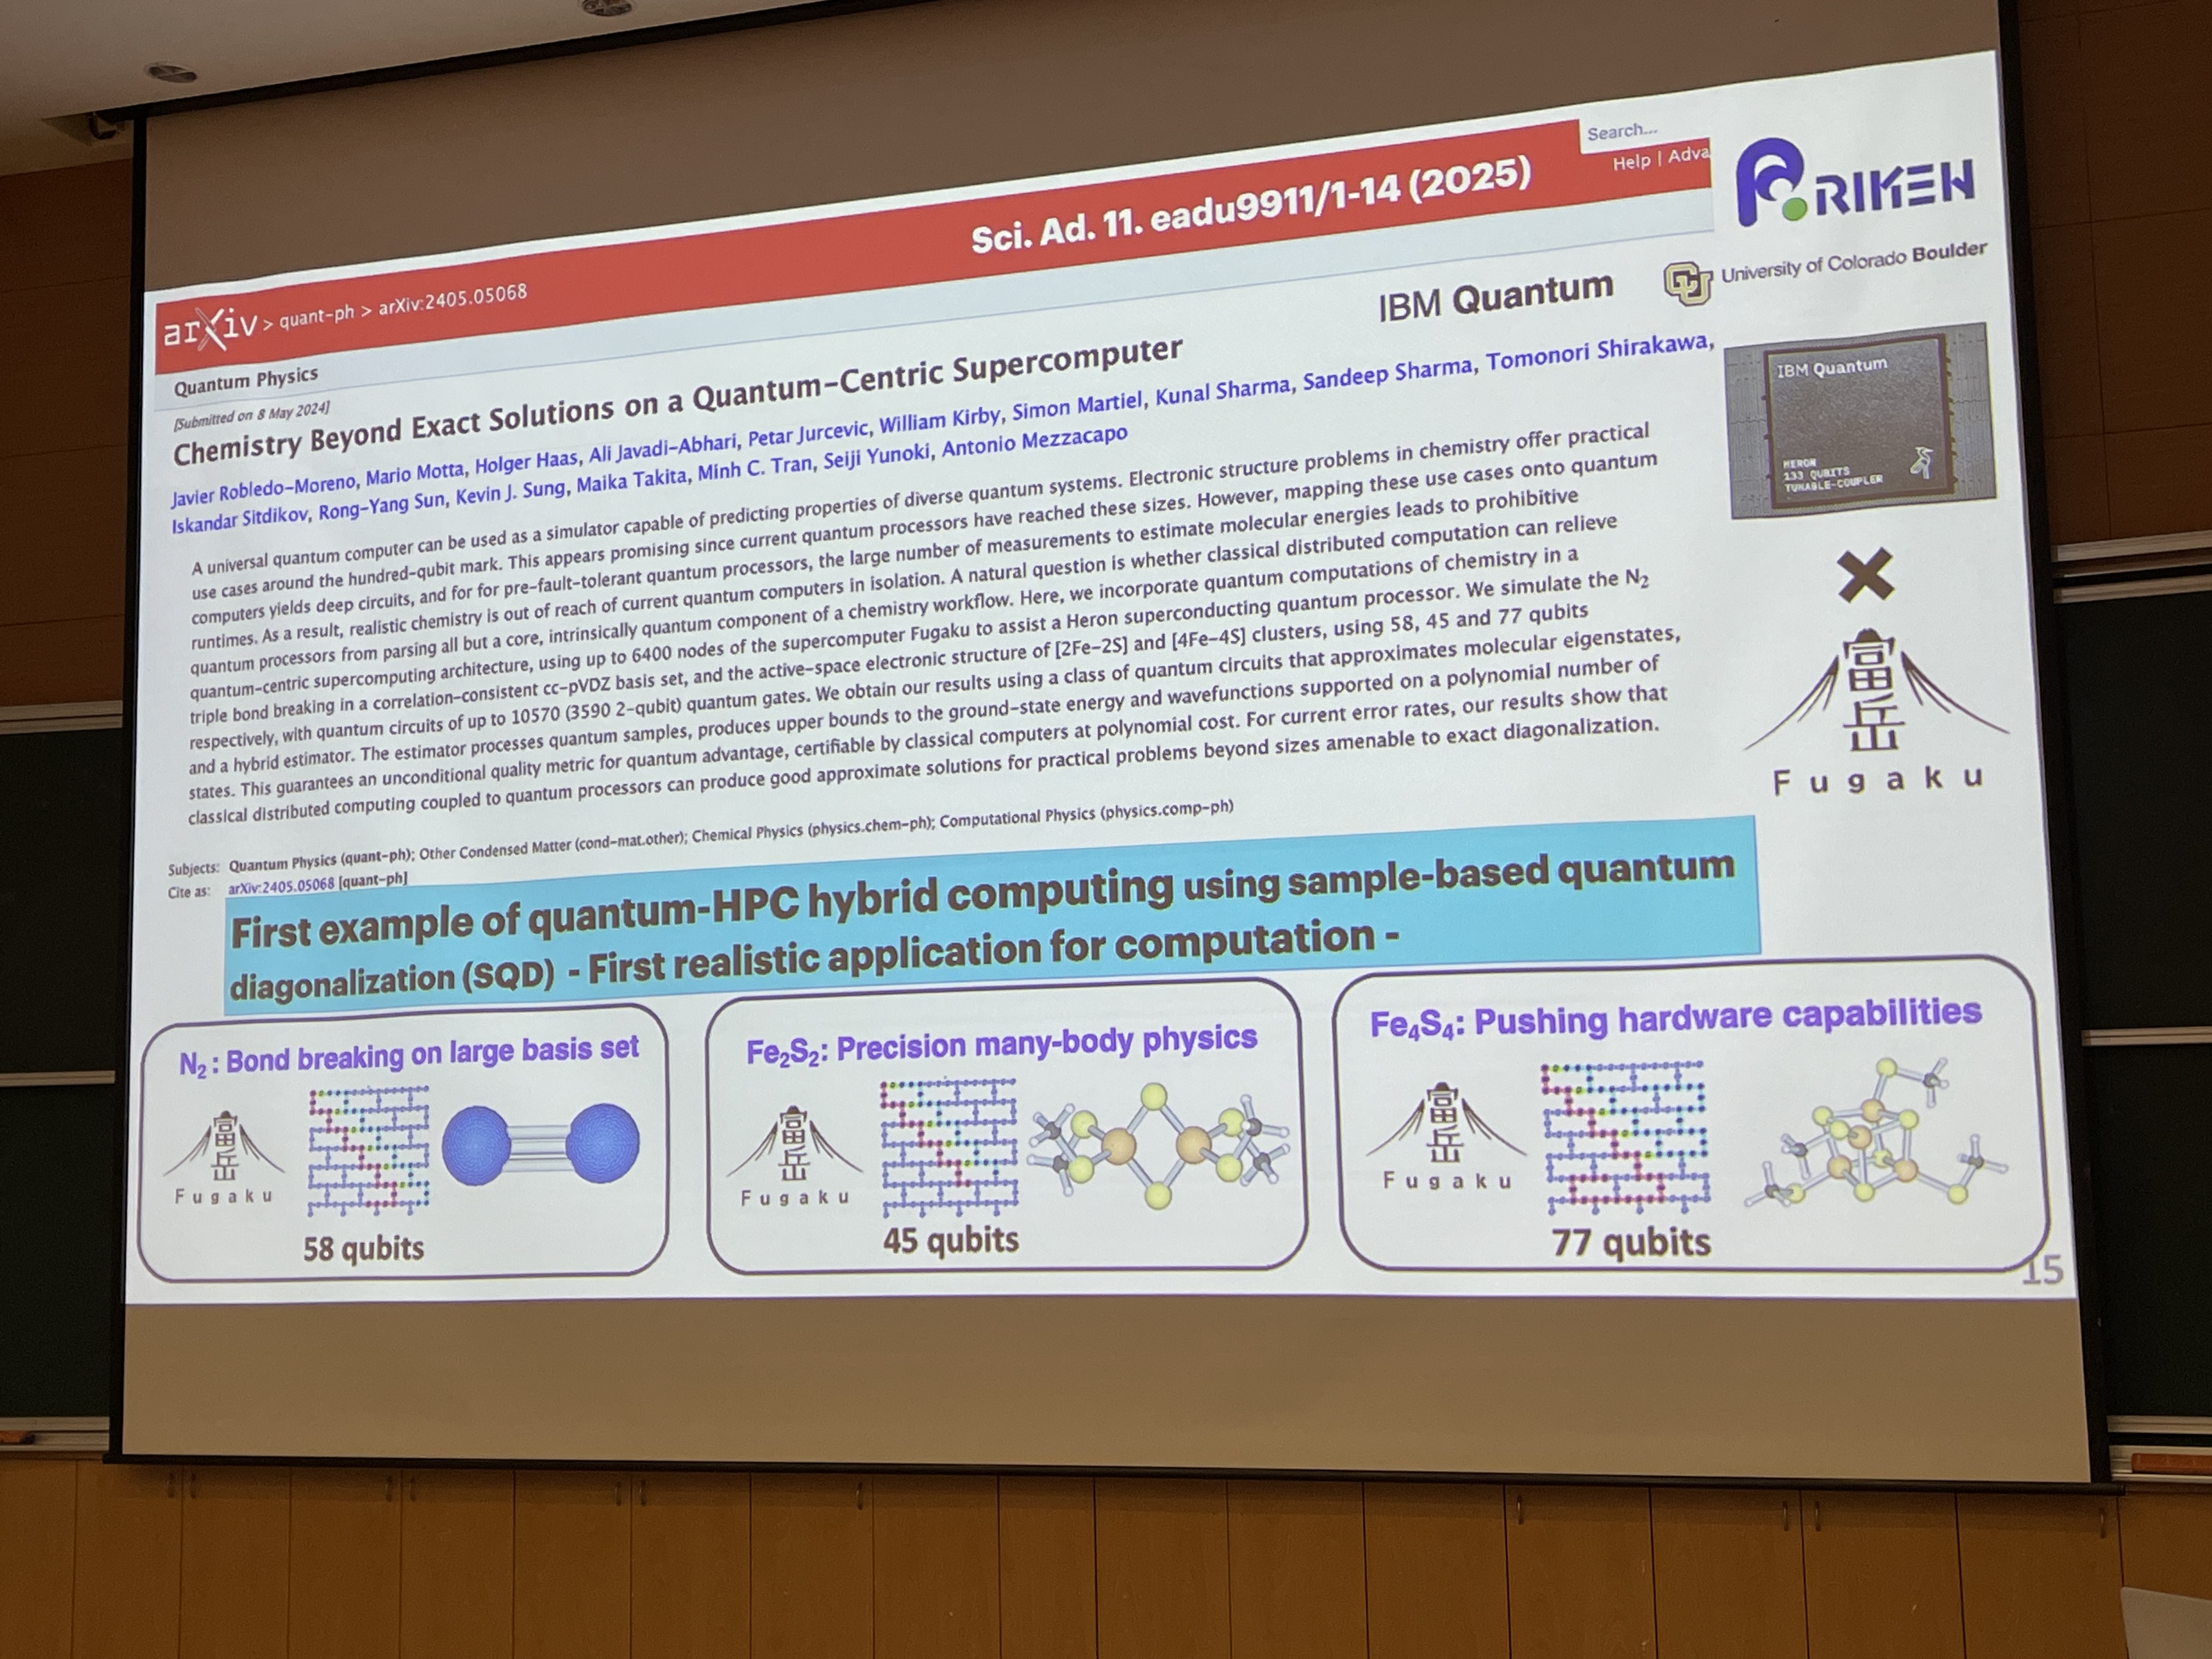 Search...
Help | Adva
Sci. Ad. 11. eadu9911/1-14 (2025)
RIKEN
arXiv > quant-ph > arXiv:2405.05068
IBM Quantum
University of Colorado Boulder
Quantum Physics
[Submitted on 8 May 2024]
Chemistry Beyond Exact Solutions on a Quantum-Centric Supercomputer
Javier Robledo-Moreno, Mario Motta, Holger Haas, Ali Javadi-Abhari, Petar Jurcevic, William Kirby, Simon Martiel, Kunal Sharma, Sandeep Sharma, Tomonori Shirakawa,
Iskandar Sitdikov, Rong-Yang Sun, Kevin J. Sung, Maika Takita, Minh C. Tran, Seiji Yunoki, Antonio Mezzacapo
A universal quantum computer can be used as a simulator capable of predicting properties of diverse quantum systems. Electronic structure problems in chemistry offer practical
use cases around the hundred-qubit mark. This appears promising since current quantum processors have reached these sizes. However, mapping these use cases onto quantum
computers yields deep circuits, and for for pre-fault-tolerant quantum processors, the large number of measurements to estimate molecular energies leads to prohibitive
runtimes. As a result, realistic chemistry is out of reach of current quantum computers in isolation. A natural question is whether classical distributed computation can relieve
quantum processors from parsing all but a core, intrinsically quantum component of a chemistry workflow. Here, we incorporate quantum computations of chemistry in a
quantum-centric supercomputing architecture, using up to 6400 nodes of the supercomputer Fugaku to assist a Heron superconducting quantum processor. We simulate the N₂
triple bond breaking in a correlation-consistent cc-pVDZ basis set, and the active-space electronic structure of [2Fe-2S] and [4Fe-4S] clusters, using 58, 45 and 77 qubits
respectively, with quantum circuits of up to 10570 (3590 2-qubit) quantum gates. We obtain our results using a class of quantum circuits that approximates molecular eigenstates,
and a hybrid estimator. The estimator processes quantum samples, produces upper bounds to the ground-state energy and wavefunctions supported on a polynomial number of
states. This guarantees an unconditional quality metric for quantum advantage, certifiable by classical computers at polynomial cost. For current error rates, our results show that
classical distributed computing coupled to quantum processors can produce good approximate solutions for practical problems beyond sizes amenable to exact diagonalization.
IBM Quantum
HERON
133 QUBITS
TUNABLE-COUPLER
富岳
Fugaku
Subjects: Quantum Physics (quant-ph); Other Condensed Matter (cond-mat.other); Chemical Physics (physics.chem-ph); Computational Physics (physics.comp-ph)
Cite as: arXiv:2405.05068 [quant-ph]
First example of quantum-HPC hybrid computing using sample-based quantum
diagonalization (SQD) - First realistic application for computation -
N₂ : Bond breaking on large basis set
富岳
Fugaku
58 qubits
Fe₂S₂: Precision many-body physics
富岳
Fugaku
45 qubits
Fe₄S₄: Pushing hardware capabilities
富岳
Fugaku
77 qubits
15